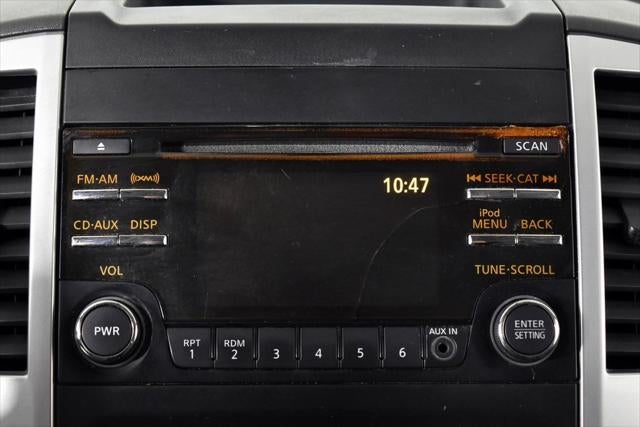 SCAN
FM·AM ((XM)) ⏮ SEEK·CAT ⏭
10:47
CD·AUX DISP
iPod
MENU BACK
VOL TUNE·SCROLL
PWR
RPT
1
RDM
2
3 4 5 6
AUX IN
ENTER
SETTING